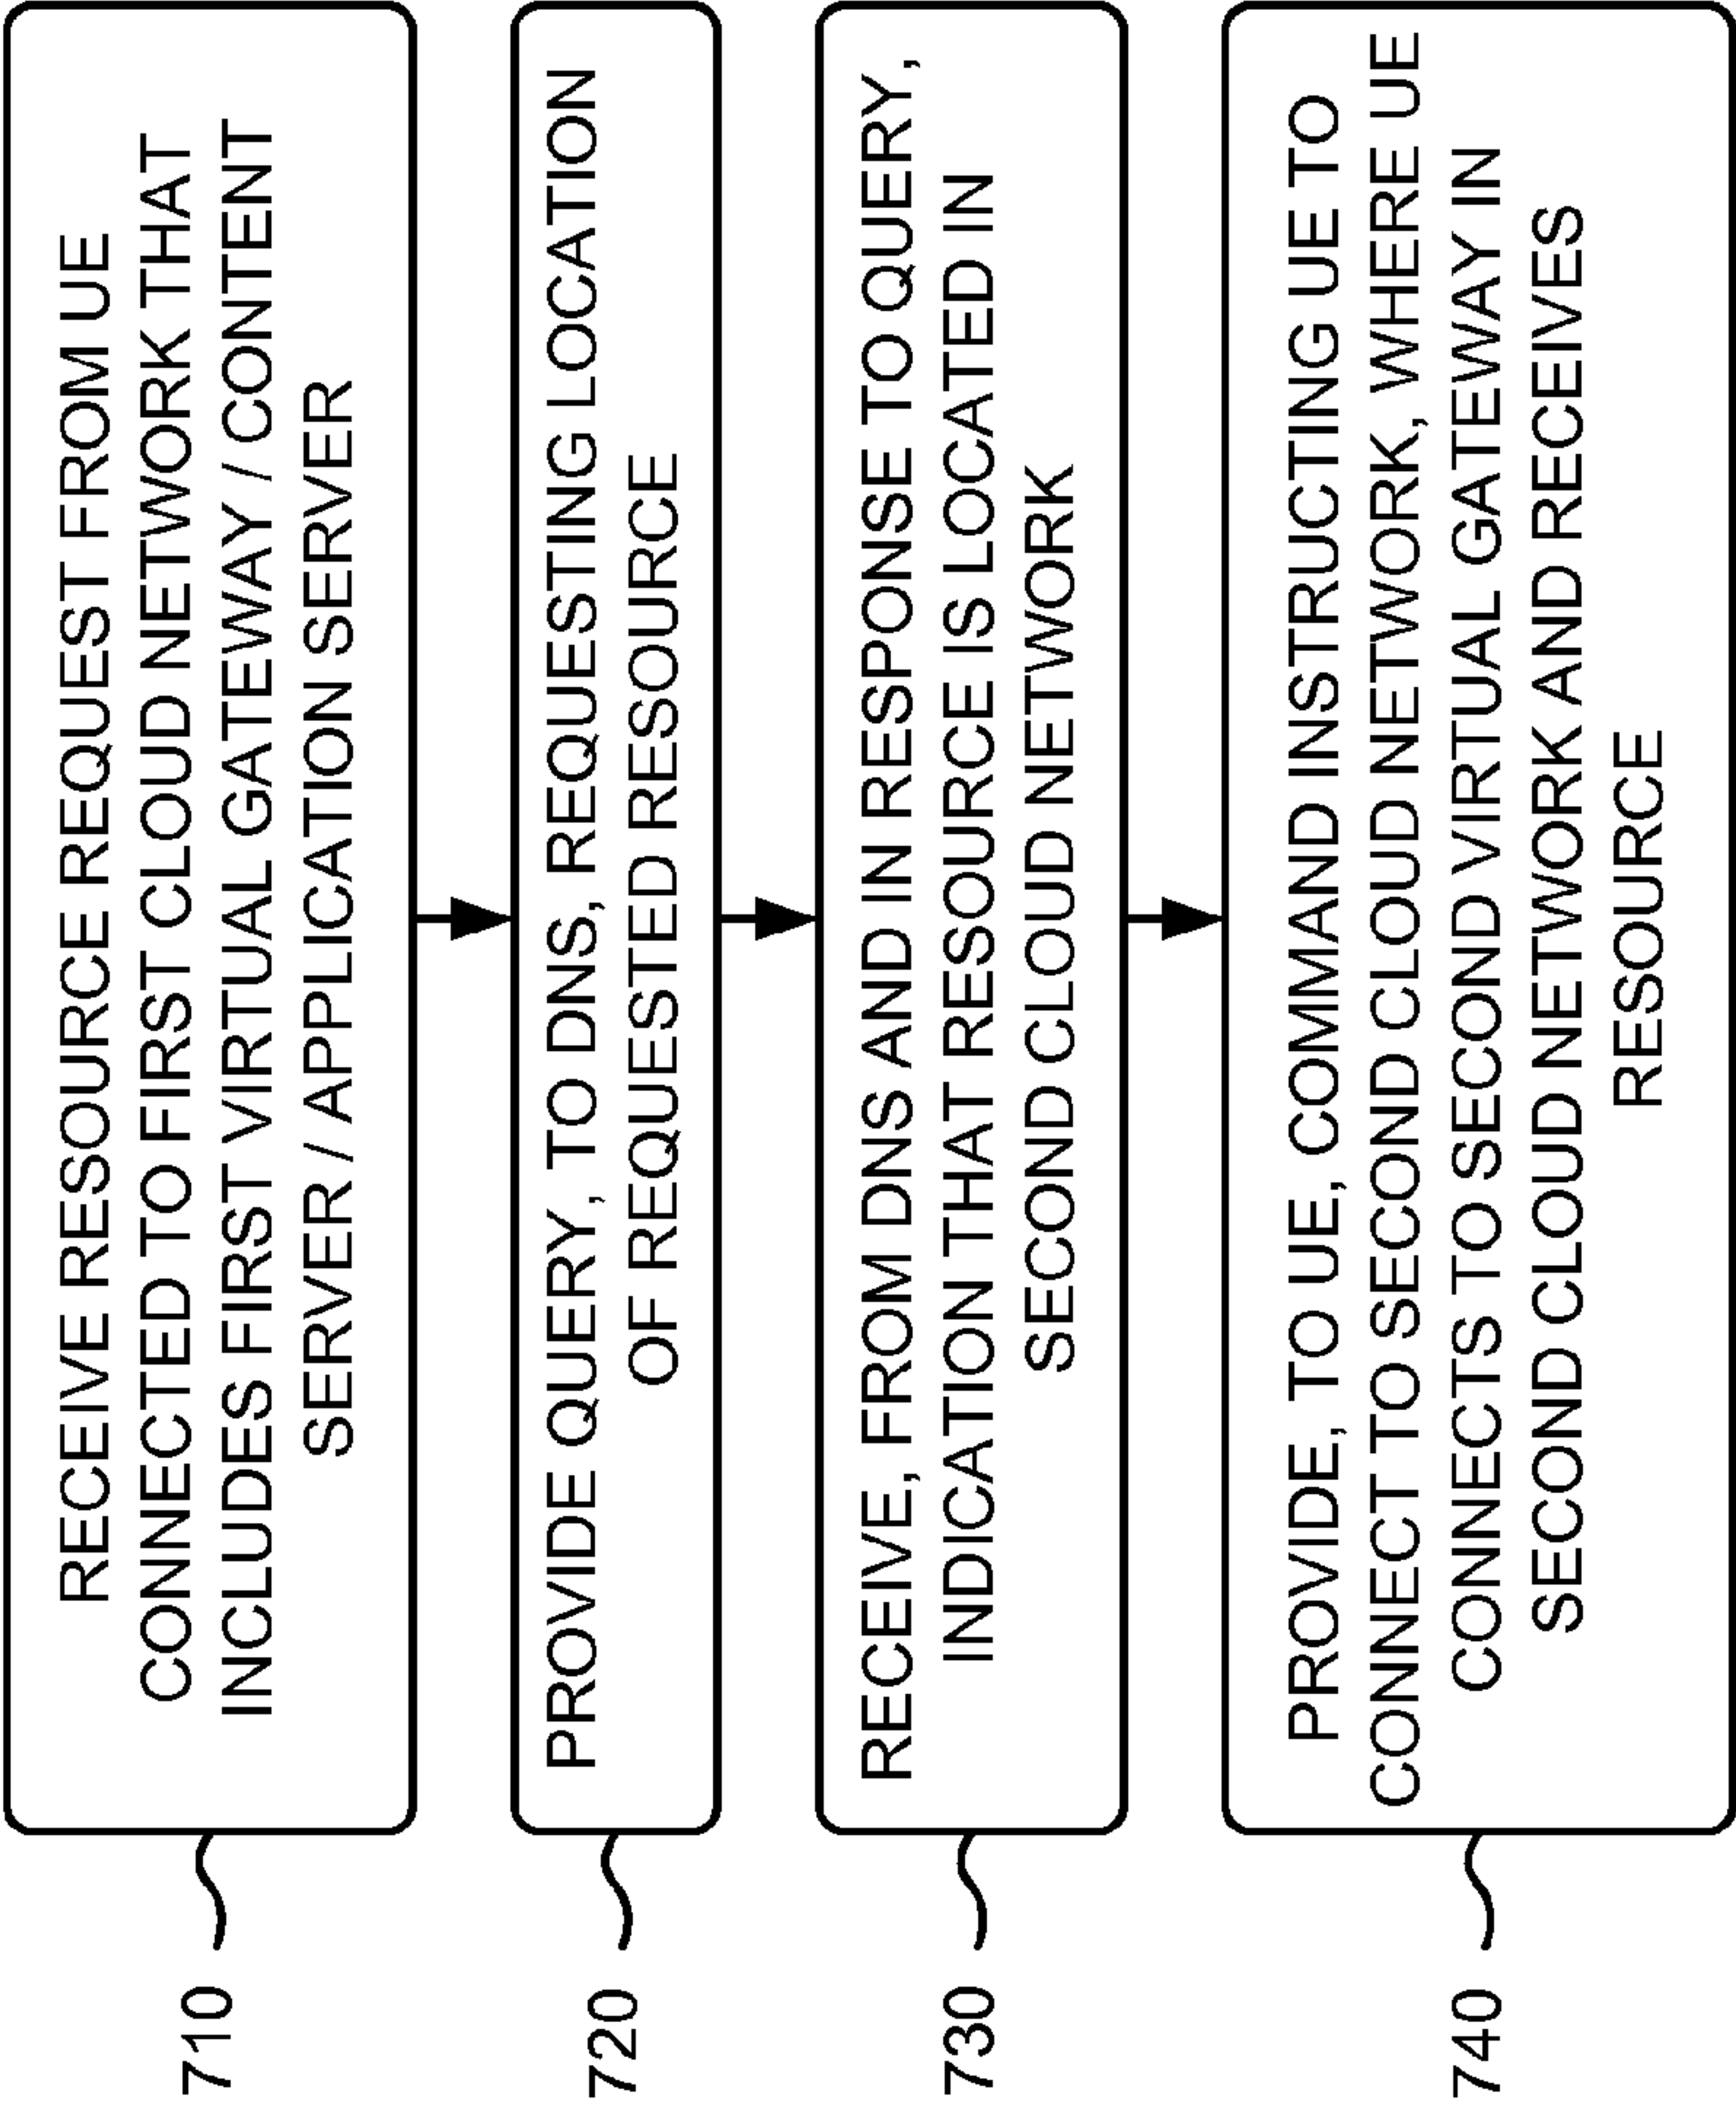 710
RECEIVE RESOURCE REQUEST FROM UE
CONNECTED TO FIRST CLOUD NETWORK THAT
INCLUDES FIRST VIRTUAL GATEWAY / CONTENT
SERVER / APPLICATION SERVER
720
PROVIDE QUERY, TO DNS, REQUESTING LOCATION
OF REQUESTED RESOURCE
730
RECEIVE, FROM DNS AND IN RESPONSE TO QUERY,
INDICATION THAT RESOURCE IS LOCATED IN
SECOND CLOUD NETWORK
740
PROVIDE, TO UE, COMMAND INSTRUCTING UE TO
CONNECT TO SECOND CLOUD NETWORK, WHERE UE
CONNECTS TO SECOND VIRTUAL GATEWAY IN
SECOND CLOUD NETWORK AND RECEIVES
RESOURCE